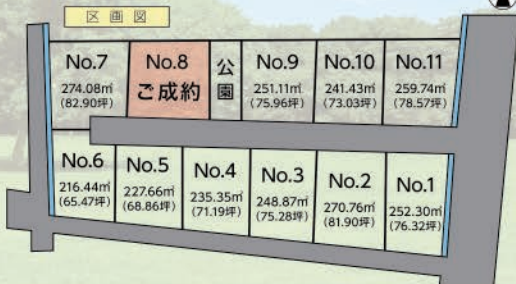 区画図
No.7
274.08㎡
(82.90坪)
No.8
ご成約
公園
No.9
251.11㎡
(75.96坪)
No.10
241.43㎡
(73.03坪)
No.11
259.74㎡
(78.57坪)
No.6
216.44㎡
(65.47坪)
No.5
227.66㎡
(68.86坪)
No.4
235.35㎡
(71.19坪)
No.3
248.87㎡
(75.28坪)
No.2
270.76㎡
(81.90坪)
No.1
252.30㎡
(76.32坪)